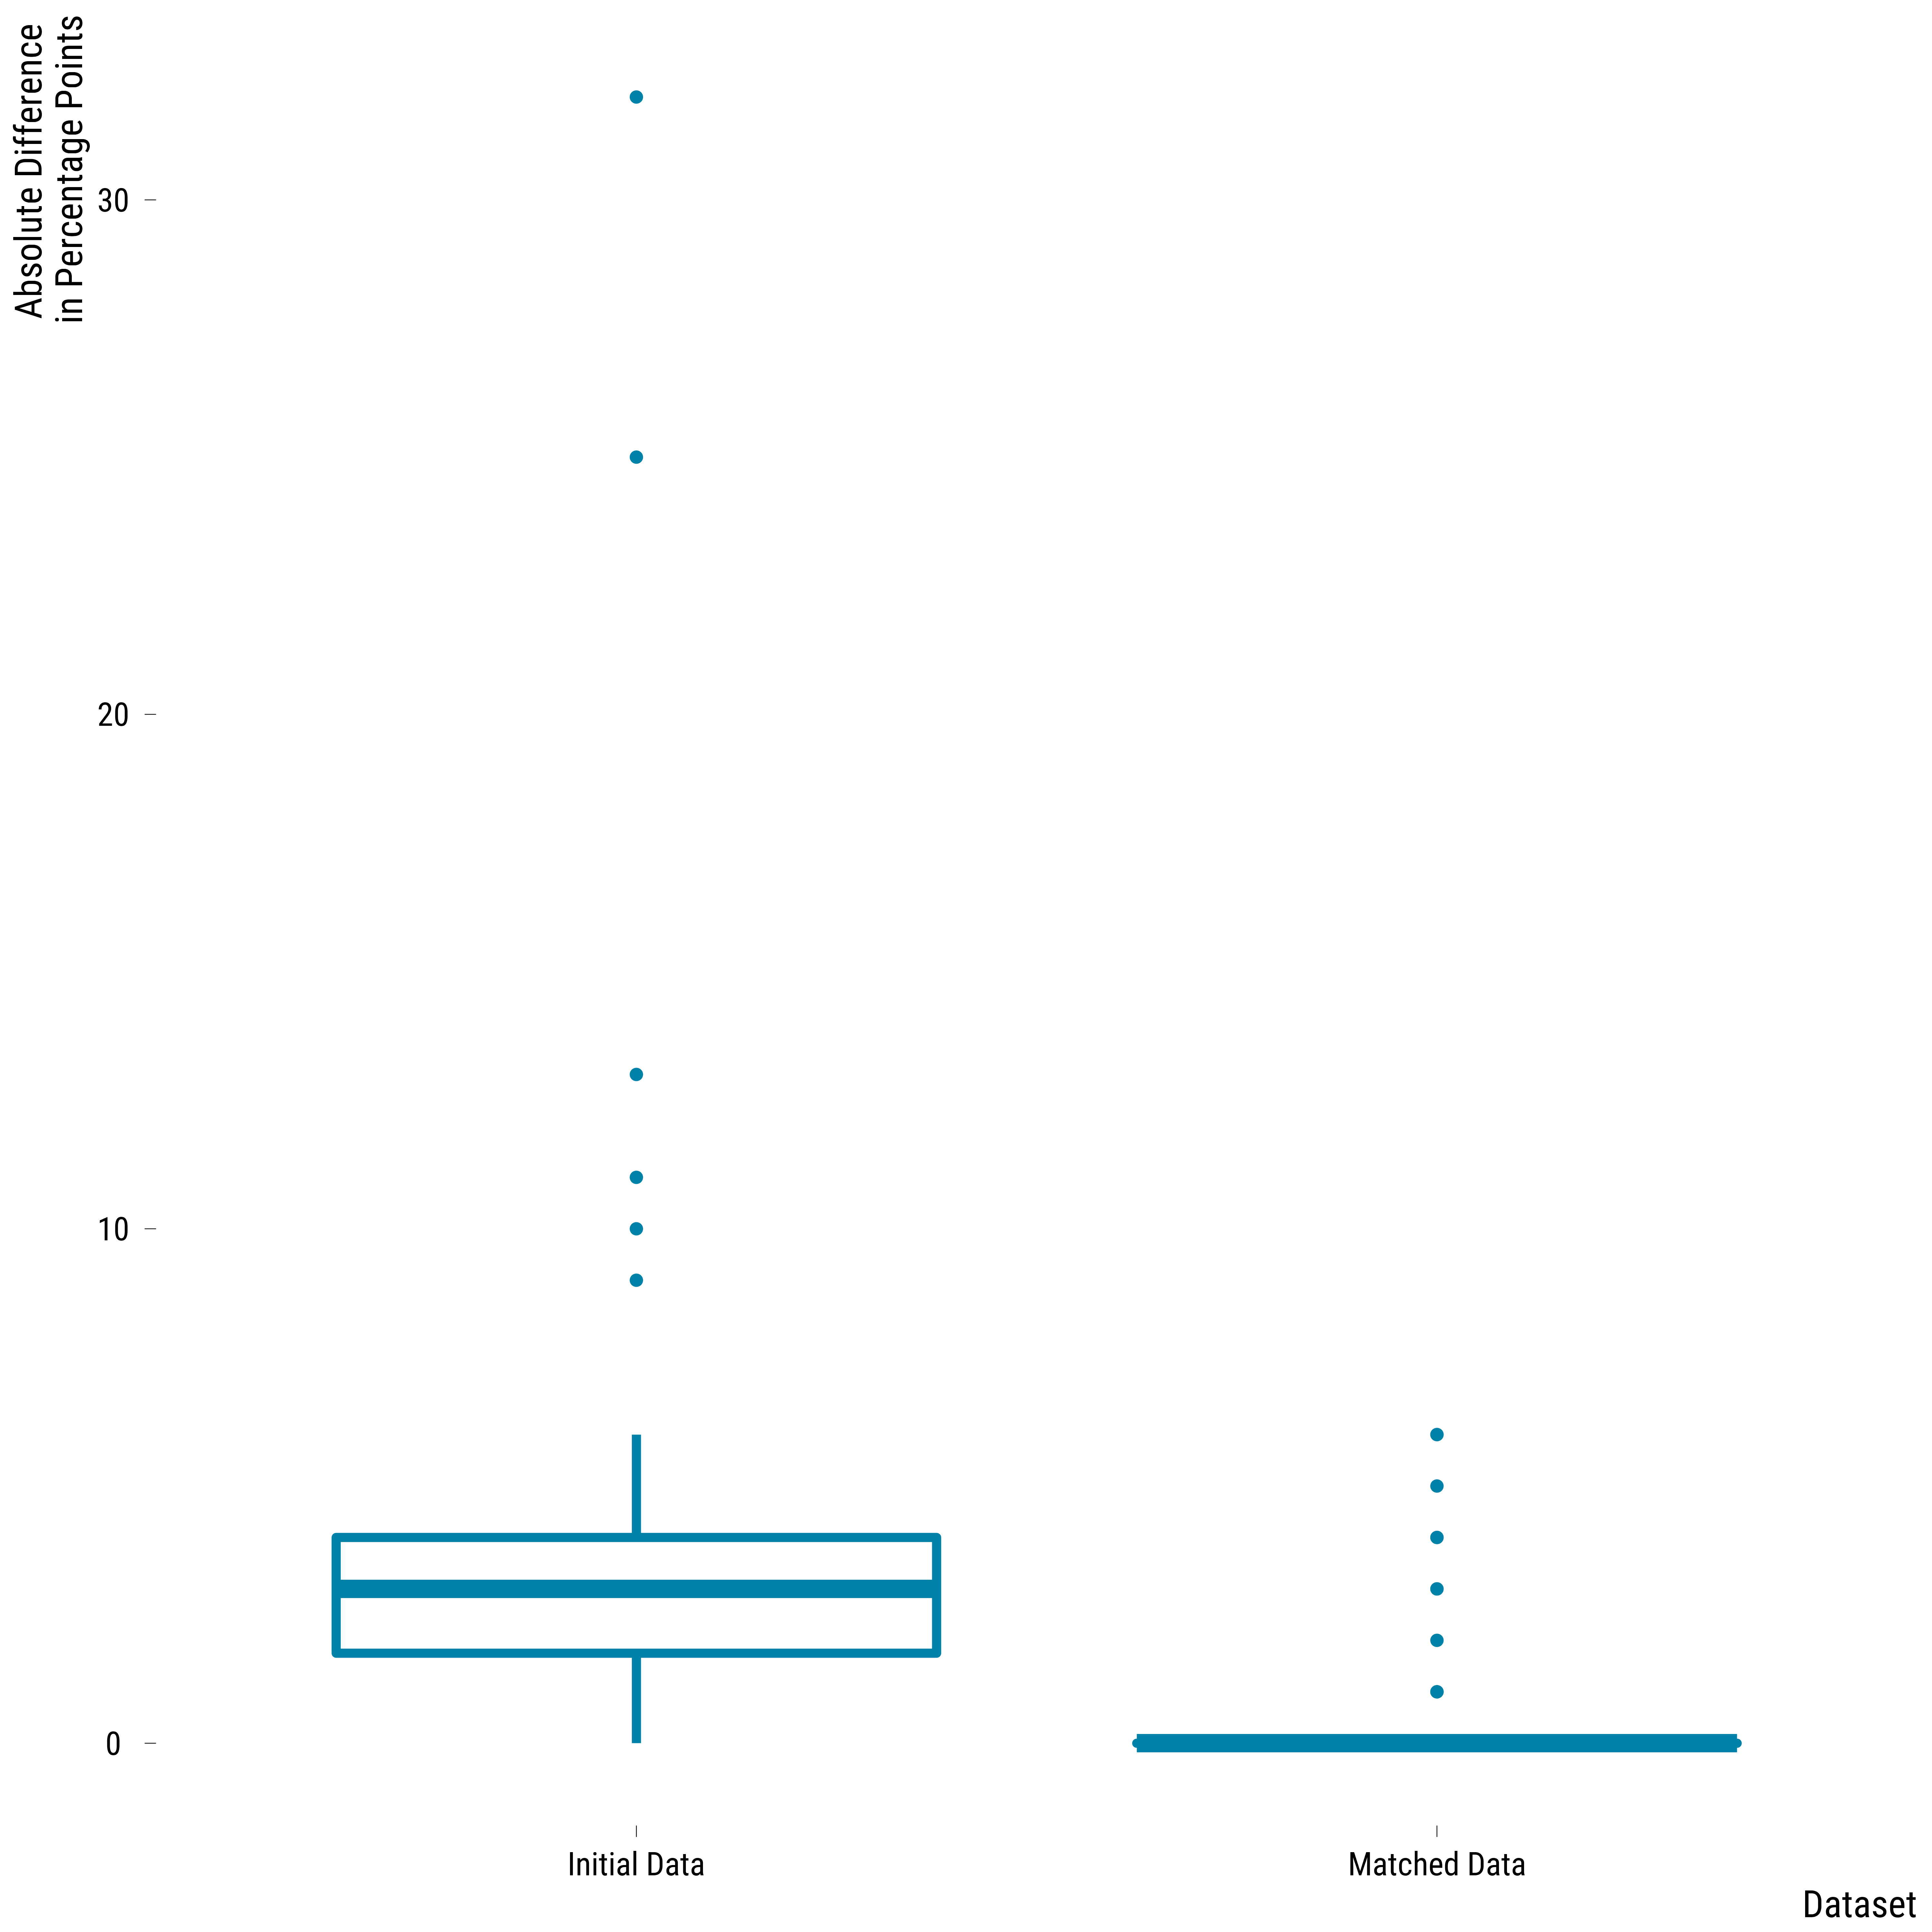 Absolute Difference
in Percentage Points
30
20
10
0
Initial Data
Matched Data
Dataset